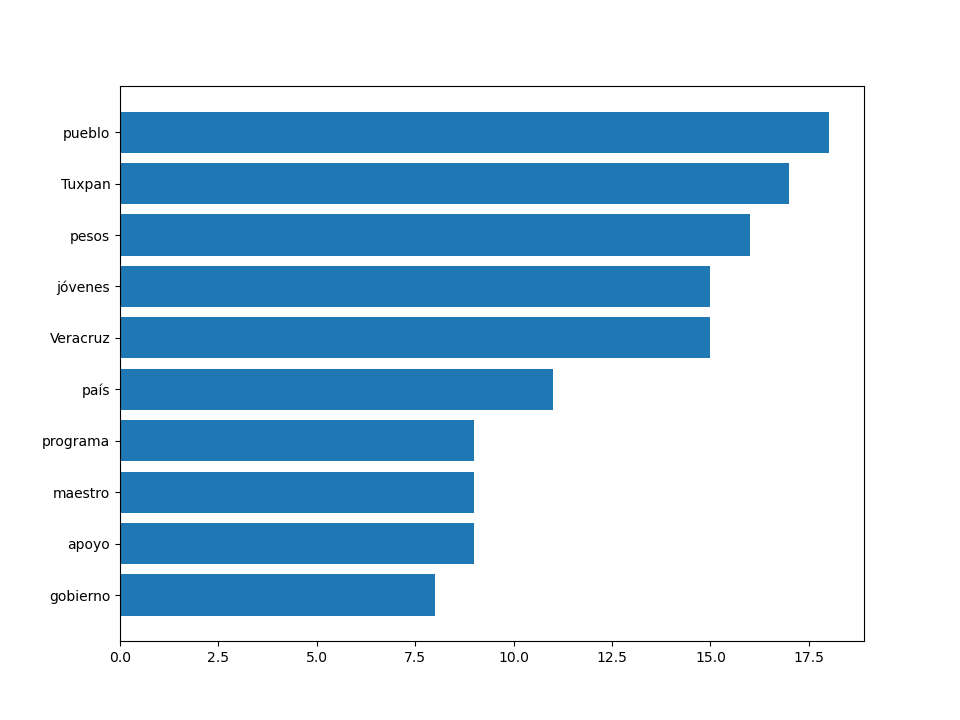 pueblo
Tuxpan
pesos
jóvenes
Veracruz
país
programa
maestro
apoyo
gobierno
0.0 2.5 5.0 7.5 10.0 12.5 15.0 17.5